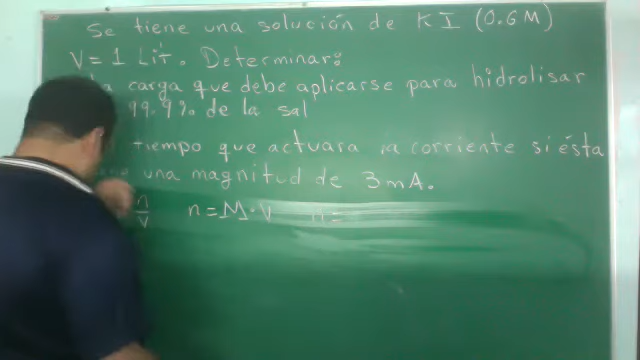 Se tiene una solución de KI (0.6M)
V = 1 Lit. Determinar:
La carga que debe aplicarse para hidrolisar
99.9% de la sal
tiempo que actuara la corriente si ésta
una magnitud de 3mA.
n/V n = M·V n =